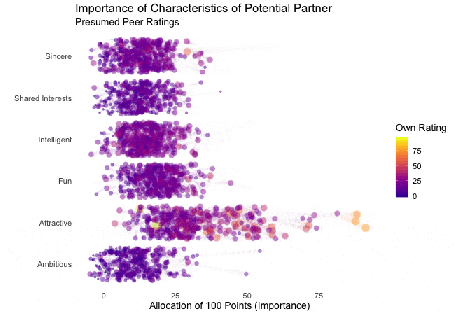 Importance of Characteristics of Potential Partner
Presumed Peer Ratings
Sincere
Shared Interests
Intelligent
Fun
Attractive
Ambitious
0 25 50 75
Allocation of 100 Points (Importance)
Own Rating
75
50
25
0